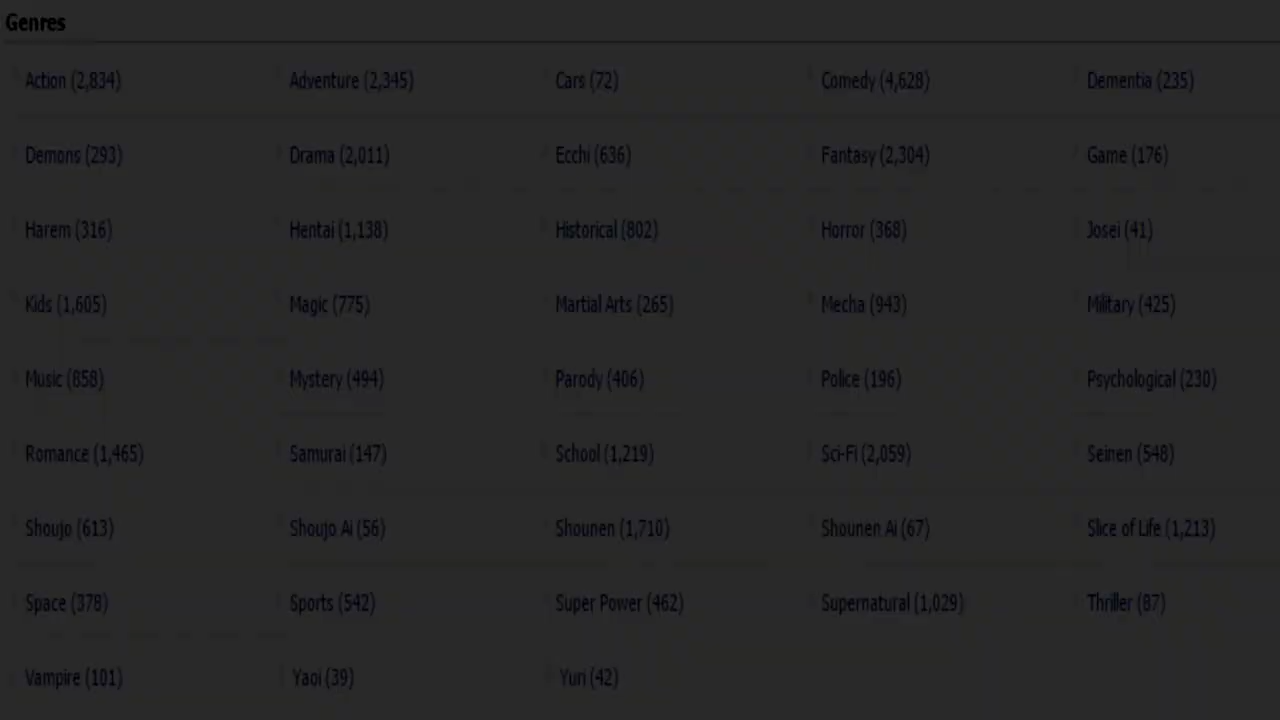 Genres
Action (2,834) Adventure (2,345) Cars (72) Comedy (4,628) Dementia (235)
Demons (293) Drama (2,011) Ecchi (636) Fantasy (2,304) Game (176)
Harem (316) Hentai (1,138) Historical (802) Horror (368) Josei (41)
Kids (1,605) Magic (775) Martial Arts (265) Mecha (943) Military (425)
Music (858) Mystery (494) Parody (406) Police (196) Psychological (230)
Romance (1,465) Samurai (147) School (1,219) Sci-Fi (2,059) Seinen (548)
Shoujo (613) Shoujo Ai (56) Shounen (1,710) Shounen Ai (67) Slice of Life (1,213)
Space (378) Sports (542) Super Power (462) Supernatural (1,029) Thriller (87)
Vampire (101) Yaoi (39) Yuri (42)